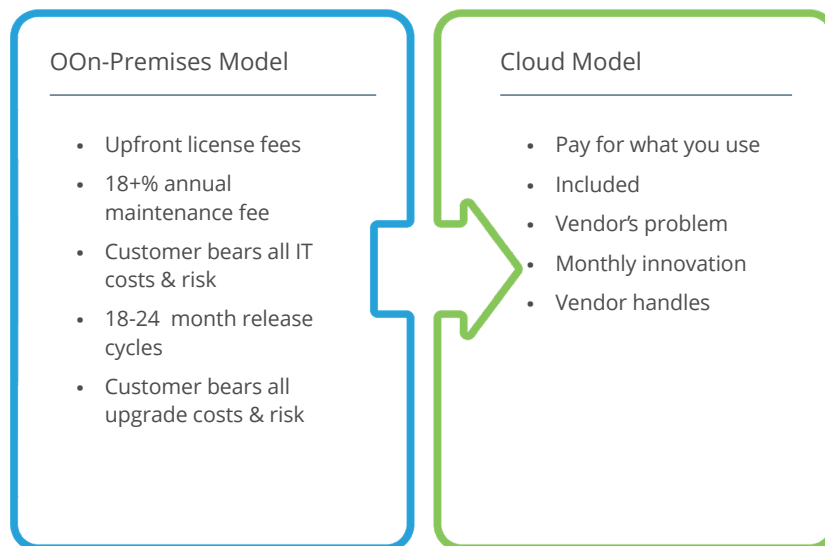 OOn-Premises Model
• Upfront license fees
• 18+% annual
maintenance fee
• Customer bears all IT
costs & risk
• 18-24  month release
cycles
• Customer bears all
upgrade costs & risk
Cloud Model
• Pay for what you use
• Included
• Vendor’s problem
• Monthly innovation
• Vendor handles